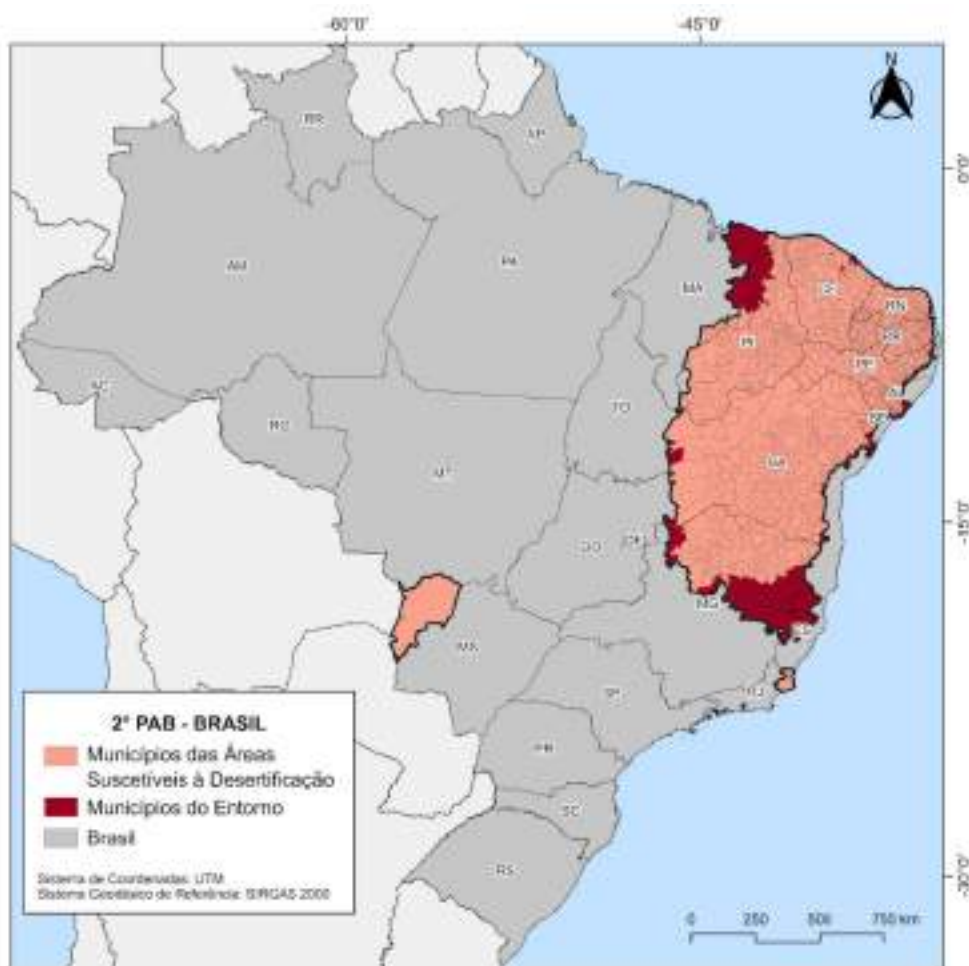 -60°0'
-45°0'
N
RR
AP
0°0'
AM
PA
MA
CE
RN
PB
PI
PE
AC
AL
TO
SE
RO
BA
MT
-15°0'
GO
DF
MG
ES
MS
SP
RJ
PR
SC
RS
-30°0'
2º PAB - BRASIL
Municípios das Áreas
Suscetíveis à Desertificação
Municípios do Entorno
Brasil
Sistema de Coordenadas: UTM
Sistema Geodésico de Referência: SIRGAS 2000
0 250 500 750 km